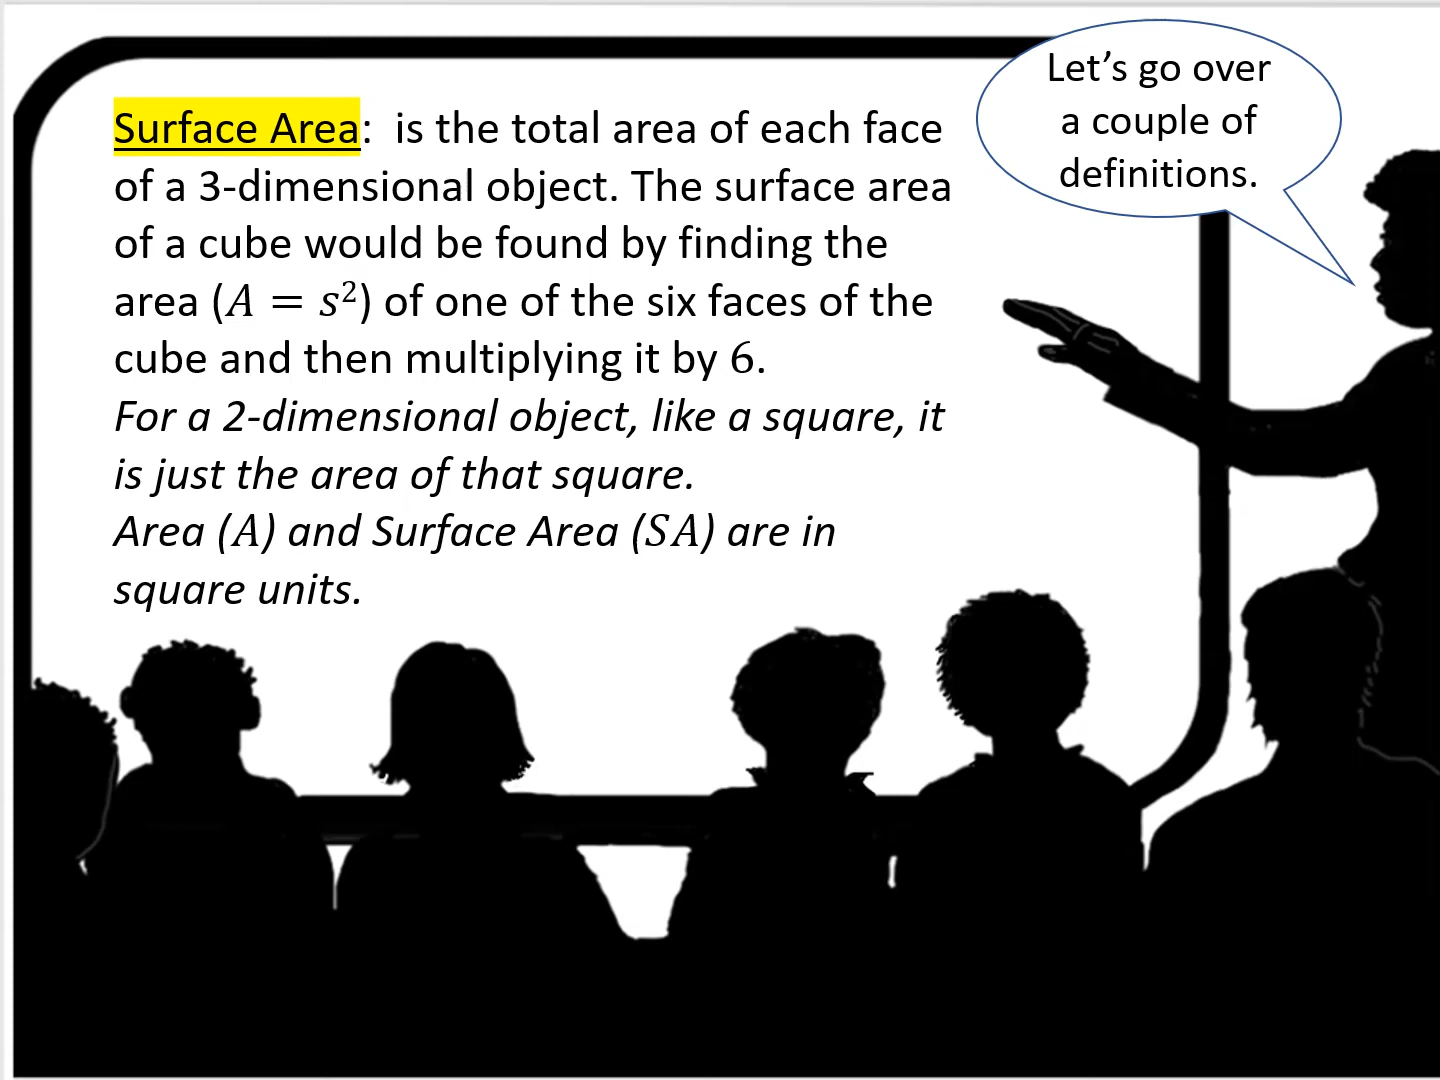 Let’s go over
a couple of
definitions.
Surface Area:  is the total area of each face
of a 3-dimensional object. The surface area
of a cube would be found by finding the
area (A = s²) of one of the six faces of the
cube and then multiplying it by 6.
For a 2-dimensional object, like a square, it
is just the area of that square.
Area (A) and Surface Area (SA) are in
square units.